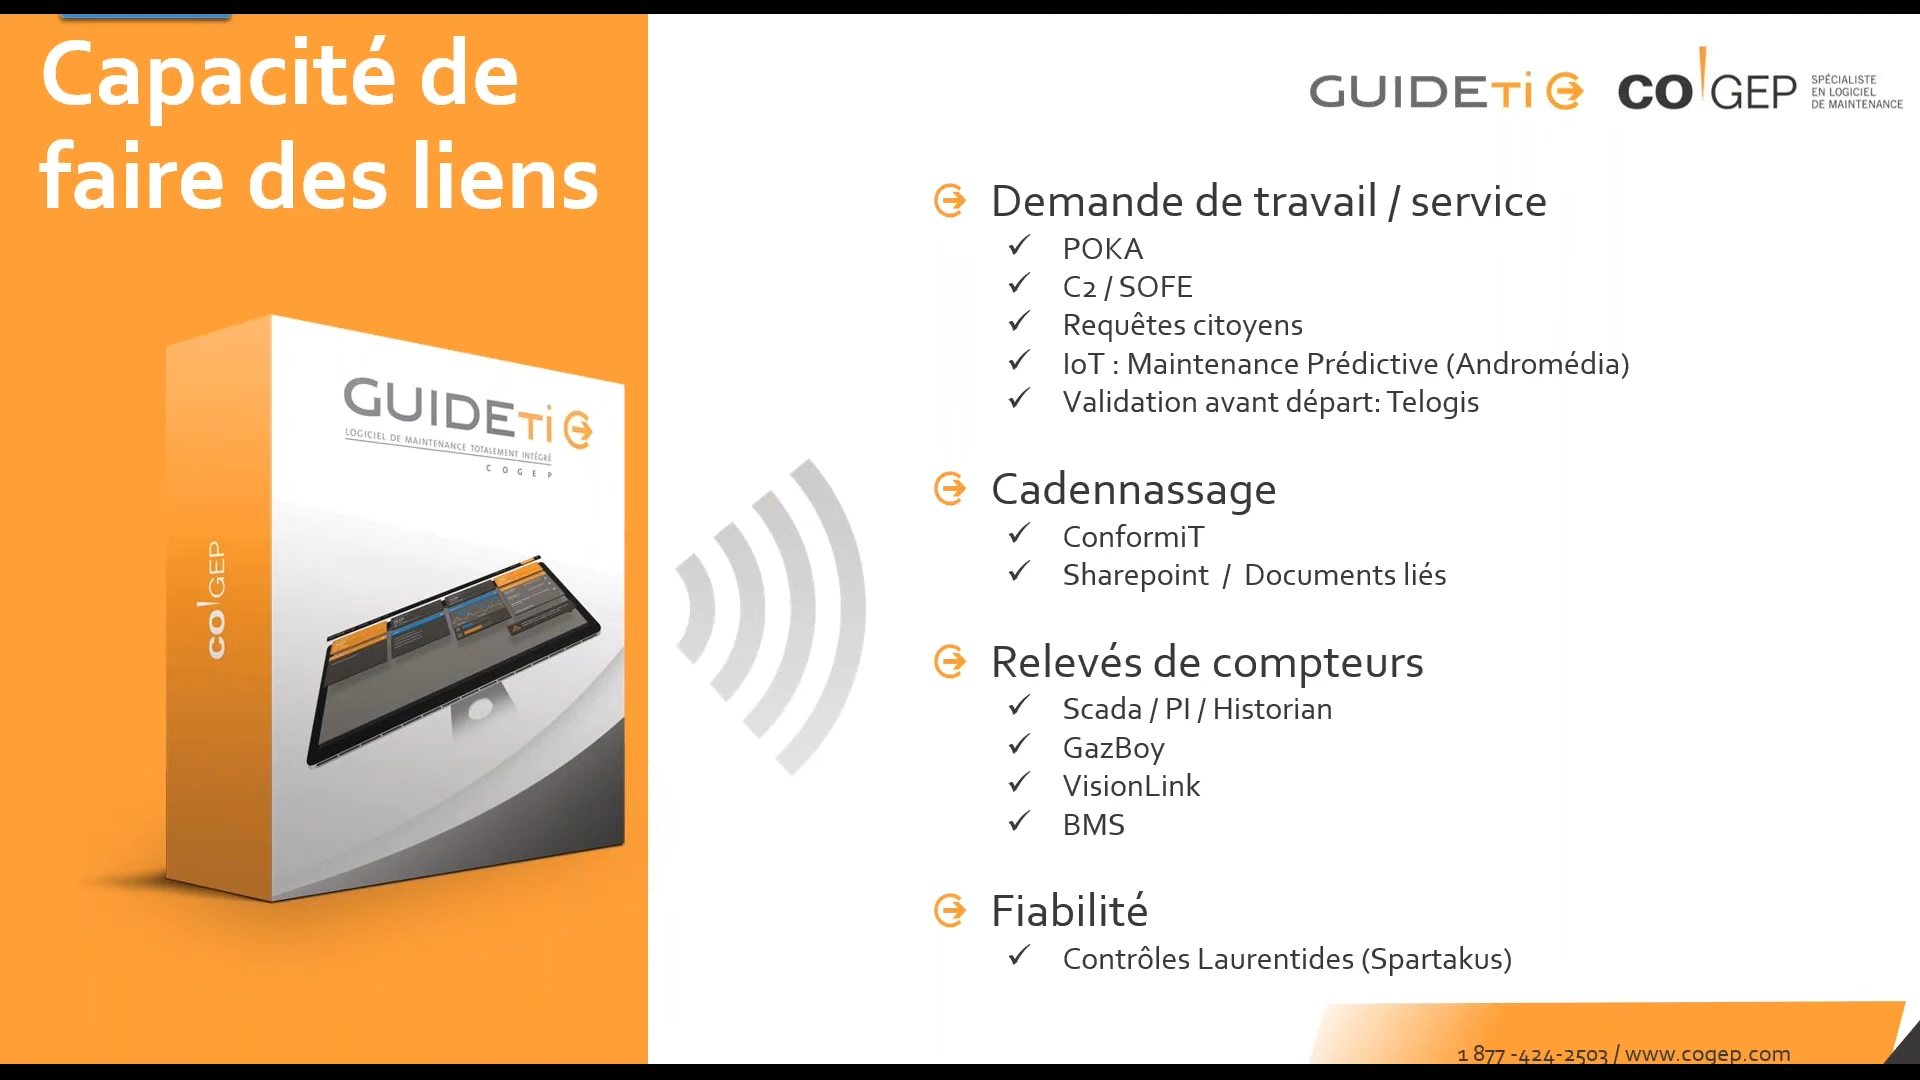 Capacité de
faire des liens
GUIDETi
CO!GEP
SPÉCIALISTE
EN LOGICIEL
DE MAINTENANCE
Demande de travail / service
POKA
C2 / SOFE
Requêtes citoyens
IoT : Maintenance Prédictive (Andromédia)
Validation avant départ: Telogis
Cadennassage
ConformiT
Sharepoint / Documents liés
Relevés de compteurs
Scada / PI / Historian
GazBoy
VisionLink
BMS
Fiabilité
Contrôles Laurentides (Spartakus)
GUIDETi
LOGICIEL DE MAINTENANCE TOTALEMENT INTÉGRÉ
COGEP
CO!GEP
1 877 -424-2503 / www.cogep.com